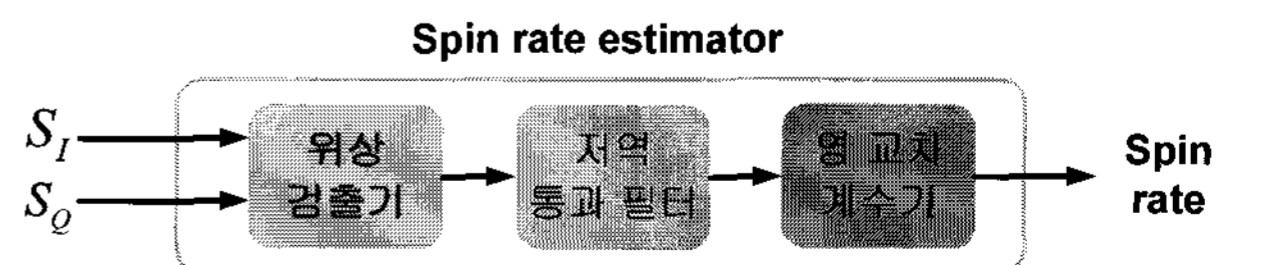 Spin rate estimator
S_I
S_Q
위상
검출기
저역
통과 필터
영 교차
계수기
Spin
rate